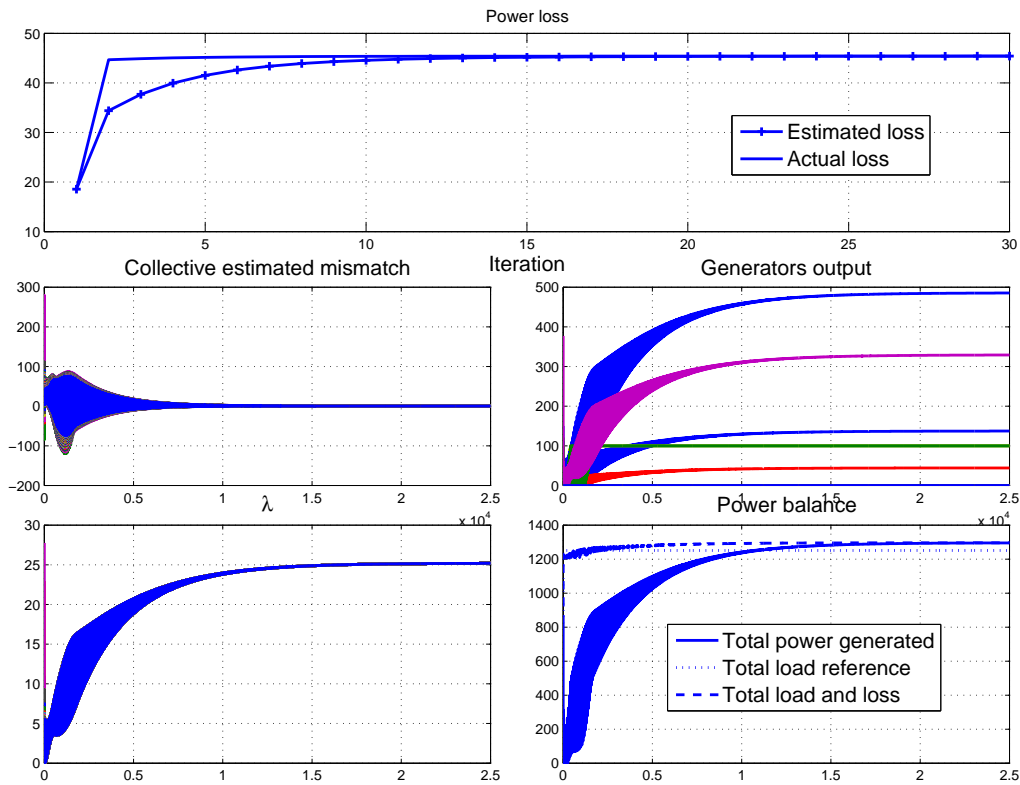 Power loss
50
40
30
20
10
0 5 10 15 20 25 30
Estimated loss
Actual loss
Iteration
Collective estimated mismatch
300
200
100
0
−100
−200
0 0.5 1 1.5 2 2.5
x 10^4
Generators output
500
400
300
200
100
0
0 0.5 1 1.5 2 2.5
x 10^4
λ
30
25
20
15
10
5
0
0 0.5 1 1.5 2 2.5
Power balance
1400
1200
1000
800
600
400
200
0
0 0.5 1 1.5 2 2.5
Total power generated
Total load reference
Total load and loss